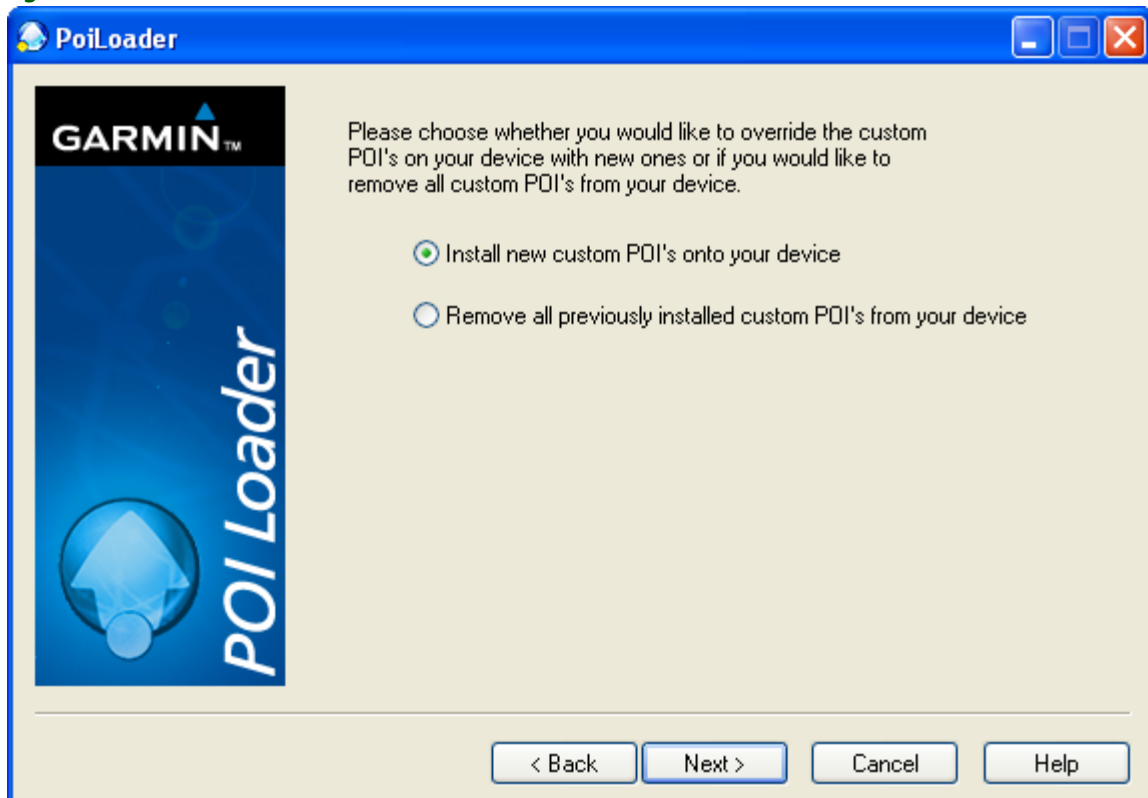 PoiLoader
GARMIN™
POI Loader
Please choose whether you would like to override the custom
POI's on your device with new ones or if you would like to
remove all custom POI's from your device.
Install new custom POI's onto your device
Remove all previously installed custom POI's from your device
< Back
Next >
Cancel
Help